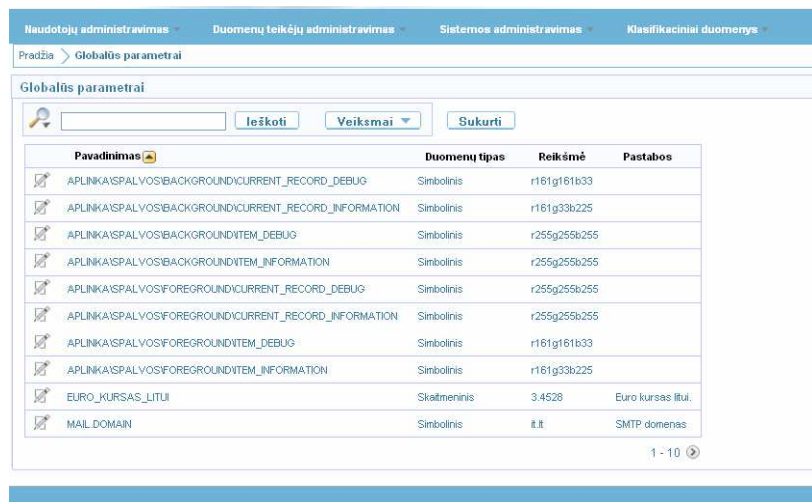 Naudotojų administravimas Duomenų teikėjų administravimas Sistemos administravimas Klasifikaciniai duomenys
Pradžia Globalūs parametrai
Globalūs parametrai
Ieškoti Veiksmai Sukurti
Pavadinimas Duomenų tipas Reikšmė Pastabos
APLINKA\SPALVOS\BACKGROUND\CURRENT_RECORD_DEBUG Simbolinis r161g161b33
APLINKA\SPALVOS\BACKGROUND\CURRENT_RECORD_INFORMATION Simbolinis r161g33b225
APLINKA\SPALVOS\BACKGROUND\ITEM_DEBUG Simbolinis r255g255b255
APLINKA\SPALVOS\BACKGROUND\ITEM_INFORMATION Simbolinis r255g255b255
APLINKA\SPALVOS\FOREGROUND\CURRENT_RECORD_DEBUG Simbolinis r255g255b255
APLINKA\SPALVOS\FOREGROUND\CURRENT_RECORD_INFORMATION Simbolinis r255g255b255
APLINKA\SPALVOS\FOREGROUND\ITEM_DEBUG Simbolinis r161g161b33
APLINKA\SPALVOS\FOREGROUND\ITEM_INFORMATION Simbolinis r161g33b225
EURO_KURSAS_LITUI Skaitmeninis 3.4528 Euro kursas litui.
MAIL.DOMAIN Simbolinis it.lt SMTP domenas
1 - 10